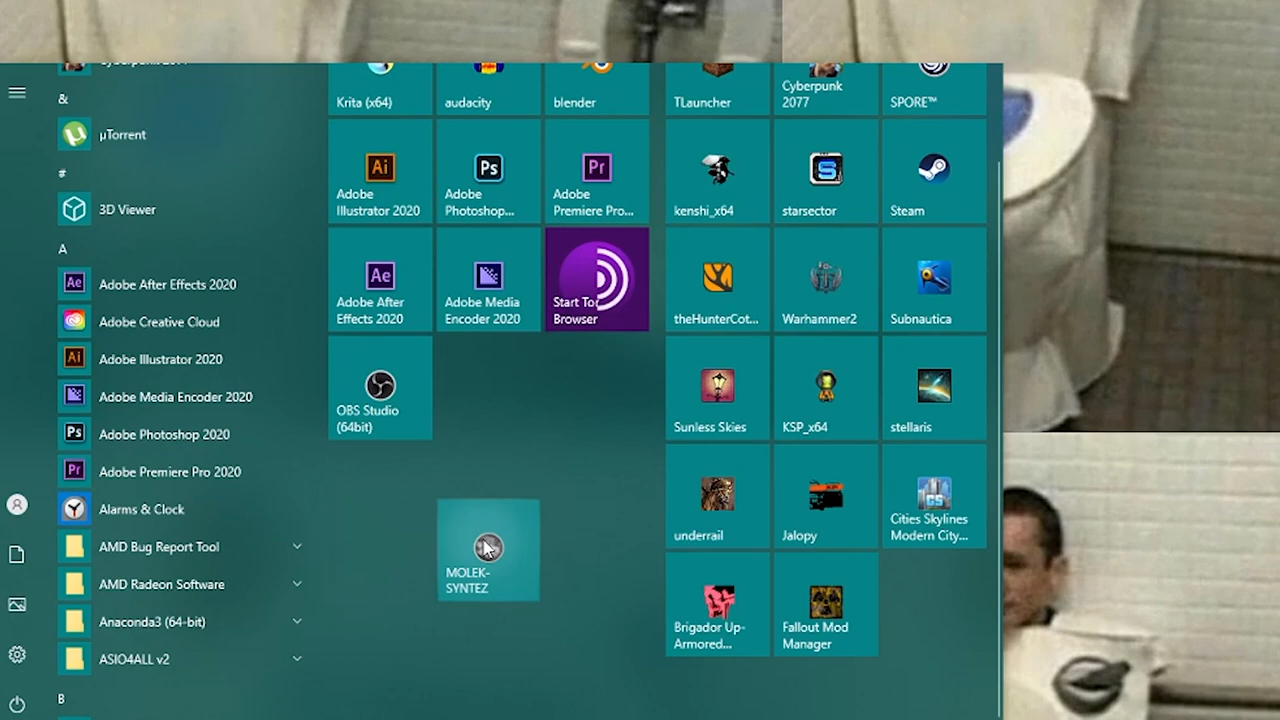 &
µTorrent
#
3D Viewer
A
Adobe After Effects 2020
Adobe Creative Cloud
Adobe Illustrator 2020
Adobe Media Encoder 2020
Adobe Photoshop 2020
Adobe Premiere Pro 2020
Alarms & Clock
AMD Bug Report Tool
AMD Radeon Software
Anaconda3 (64-bit)
ASIO4ALL v2
B
Krita (x64)
audacity
blender
Ai
Adobe
Illustrator 2020
Ps
Adobe
Photoshop...
Pr
Adobe
Premiere Pro...
Ae
Adobe After
Effects 2020
Adobe Media
Encoder 2020
Start Tor
Browser
OBS Studio
(64bit)
MOLEK-
SYNTEZ
TLauncher
Cyberpunk
2077
SPORE™
kenshi_x64
starsector
Steam
theHunterCot...
Warhammer2
Subnautica
Sunless Skies
KSP_x64
stellaris
underrail
Jalopy
Cities Skylines
Modern City...
Brigador Up-
Armored...
Fallout Mod
Manager